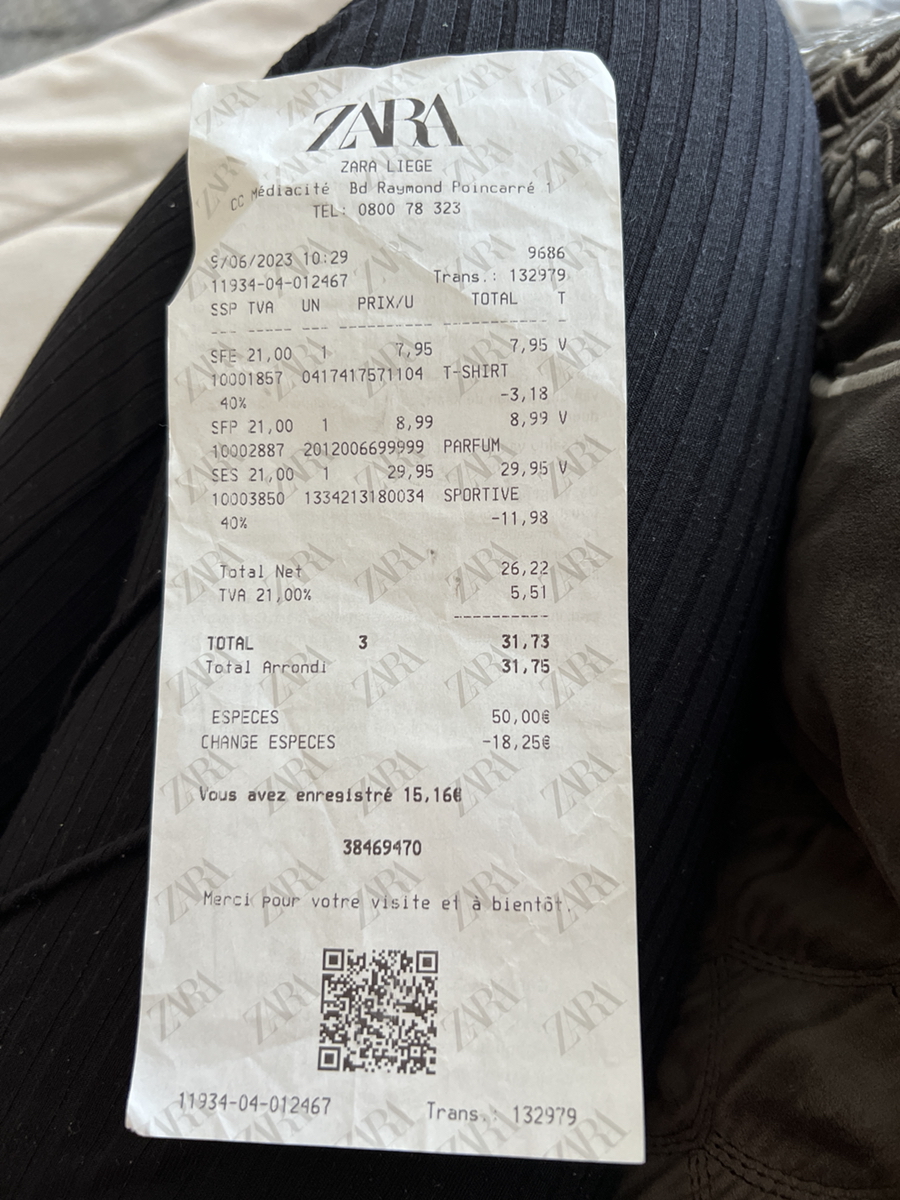 ZARA
ZARA LIEGE
CC Médiacité Bd Raymond Poincarré 1
TEL: 0800 78 323
9/06/2023 10:29 9686
11934-04-012467 Trans.: 132979
SSP TVA UN PRIX/U TOTAL T
--- ----- --- ---------- ------------ -
SFE 21,00 1 7,95 7,95 V
10001857 0417417571104 T-SHIRT
40% -3,18
SFP 21,00 1 8,99 8,99 V
10002887 2012006699999 PARFUM
SES 21,00 1 29,95 29,95 V
10003850 1334213180034 SPORTIVE
40% -11,98
Total Net 26,22
TVA 21,00% 5,51
-----------
TOTAL 3 31,73
Total Arrondi 31,75
ESPECES 50,00€
CHANGE ESPECES -18,25€
Vous avez enregistré 15,16€
38469470
Merci pour votre visite et à bientôt.
11934-04-012467 Trans.: 132979